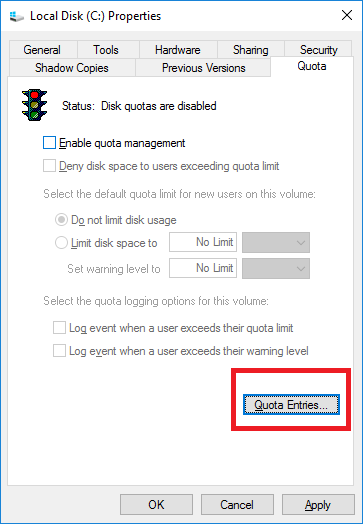 Local Disk (C:) Properties
General Tools Hardware Sharing Security
Shadow Copies Previous Versions Quota
Status: Disk quotas are disabled
Enable quota management
Deny disk space to users exceeding quota limit
Select the default quota limit for new users on this volume:
Do not limit disk usage
Limit disk space to No Limit
Set warning level to No Limit
Select the quota logging options for this volume:
Log event when a user exceeds their quota limit
Log event when a user exceeds their warning level
Quota Entries...
OK Cancel Apply